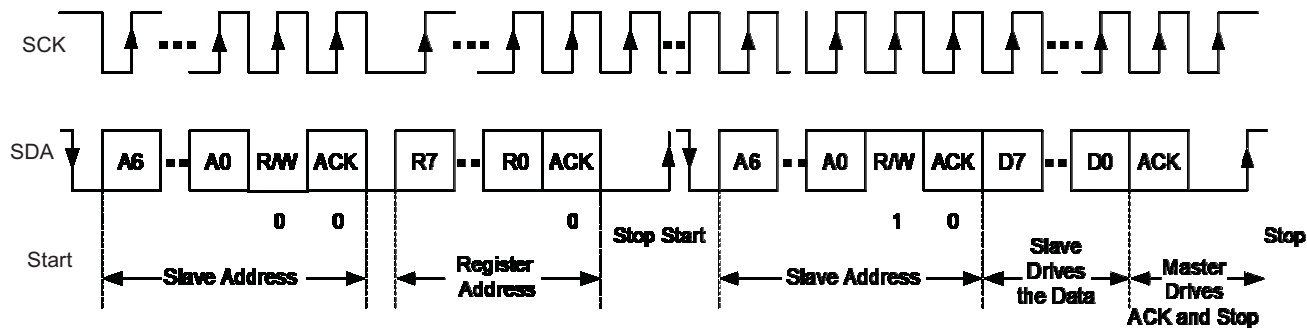 SCK
SDA
A6 A0 R/W ACK R7 R0 ACK A6 A0 R/W ACK D7 D0 ACK
0 0 0 1 0
Stop Start
Stop
Start
Slave Address
Register
Address
Slave Address
Slave
Drives
the Data
Master
Drives
ACK and Stop